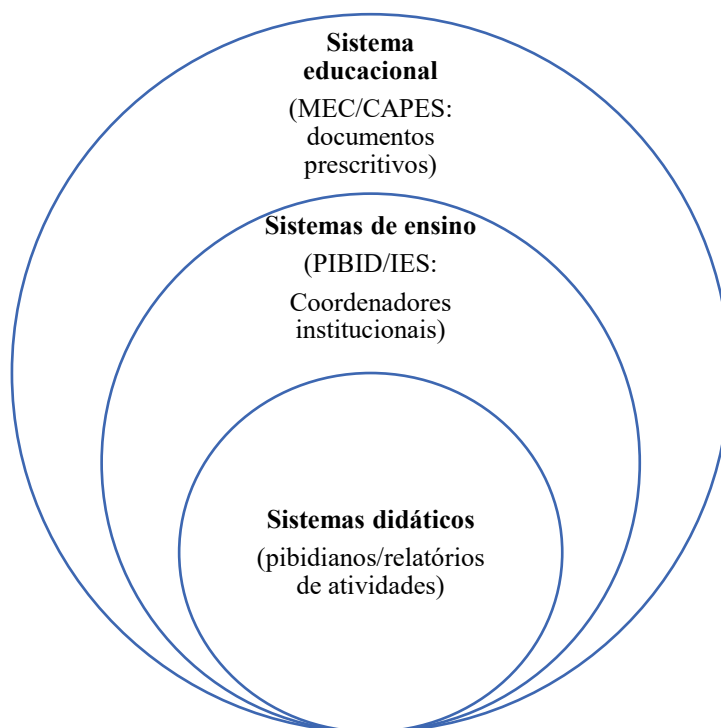 Sistema
educacional
(MEC/CAPES:
documentos
prescritivos)
Sistemas de ensino
(PIBID/IES:
Coordenadores
institucionais)
Sistemas didáticos
(pibidianos/relatórios
de atividades)